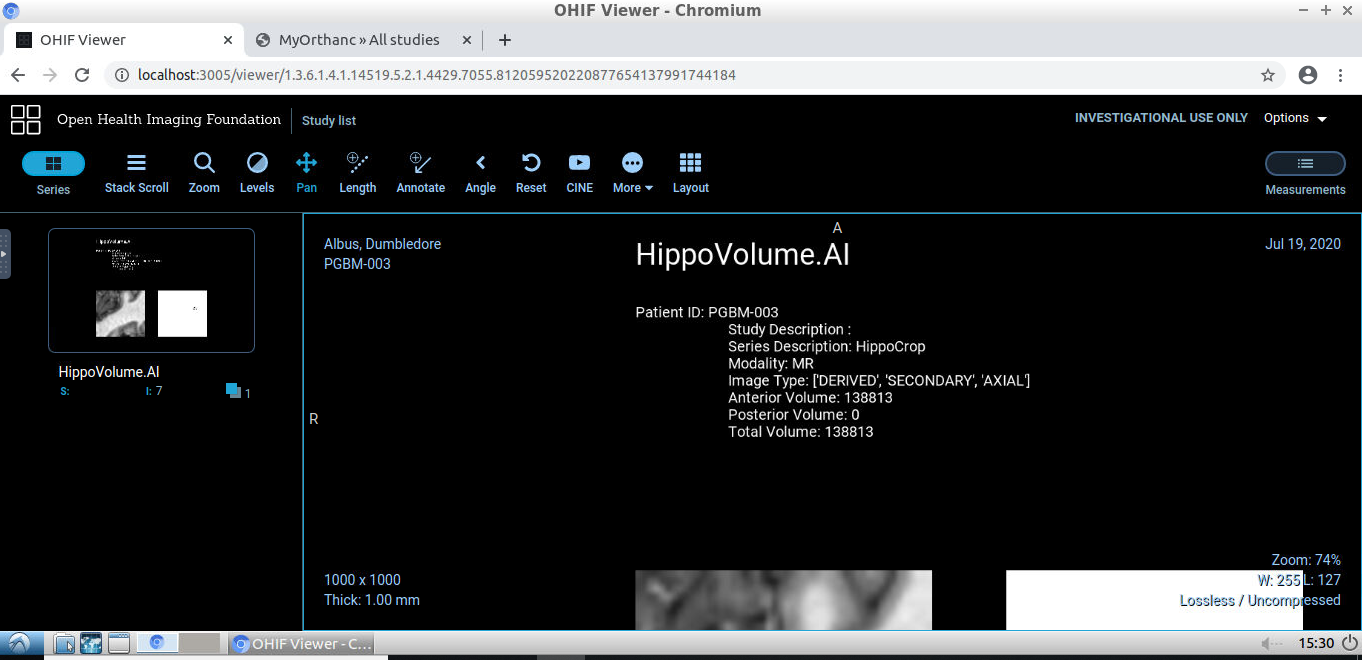 OHIF Viewer - Chromium
OHIF Viewer
MyOrthanc » All studies
localhost:3005/viewer/1.3.6.1.4.1.14519.5.2.1.4429.7055.812059520220877654137991744184
Open Health Imaging Foundation
Study list
INVESTIGATIONAL USE ONLY
Options
Series
Stack Scroll
Zoom
Levels
Pan
Length
Annotate
Angle
Reset
CINE
More
Layout
Measurements
HippoVolume.AI
S:
I: 7
1
A
Albus, Dumbledore
PGBM-003
Jul 19, 2020
HippoVolume.AI
Patient ID: PGBM-003
Study Description :
Series Description: HippoCrop
Modality: MR
Image Type: ['DERIVED', 'SECONDARY', 'AXIAL']
Anterior Volume: 138813
Posterior Volume: 0
Total Volume: 138813
R
1000 x 1000
Thick: 1.00 mm
Zoom: 74%
W: 255 L: 127
Lossless / Uncompressed
OHIF Viewer - C...
15:30